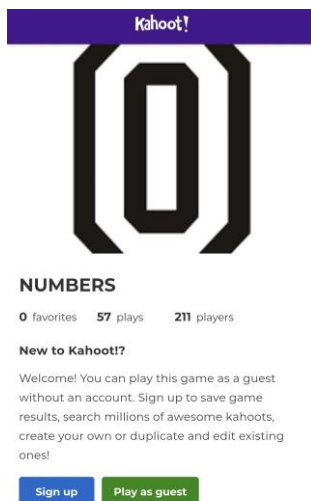 Kahoot!
0
NUMBERS
0 favorites 57 plays 211 players
New to Kahoot!?
Welcome! You can play this game as a guest
without an account. Sign up to save game
results, search millions of awesome kahoots,
create your own or duplicate and edit existing
ones!
Sign up Play as guest